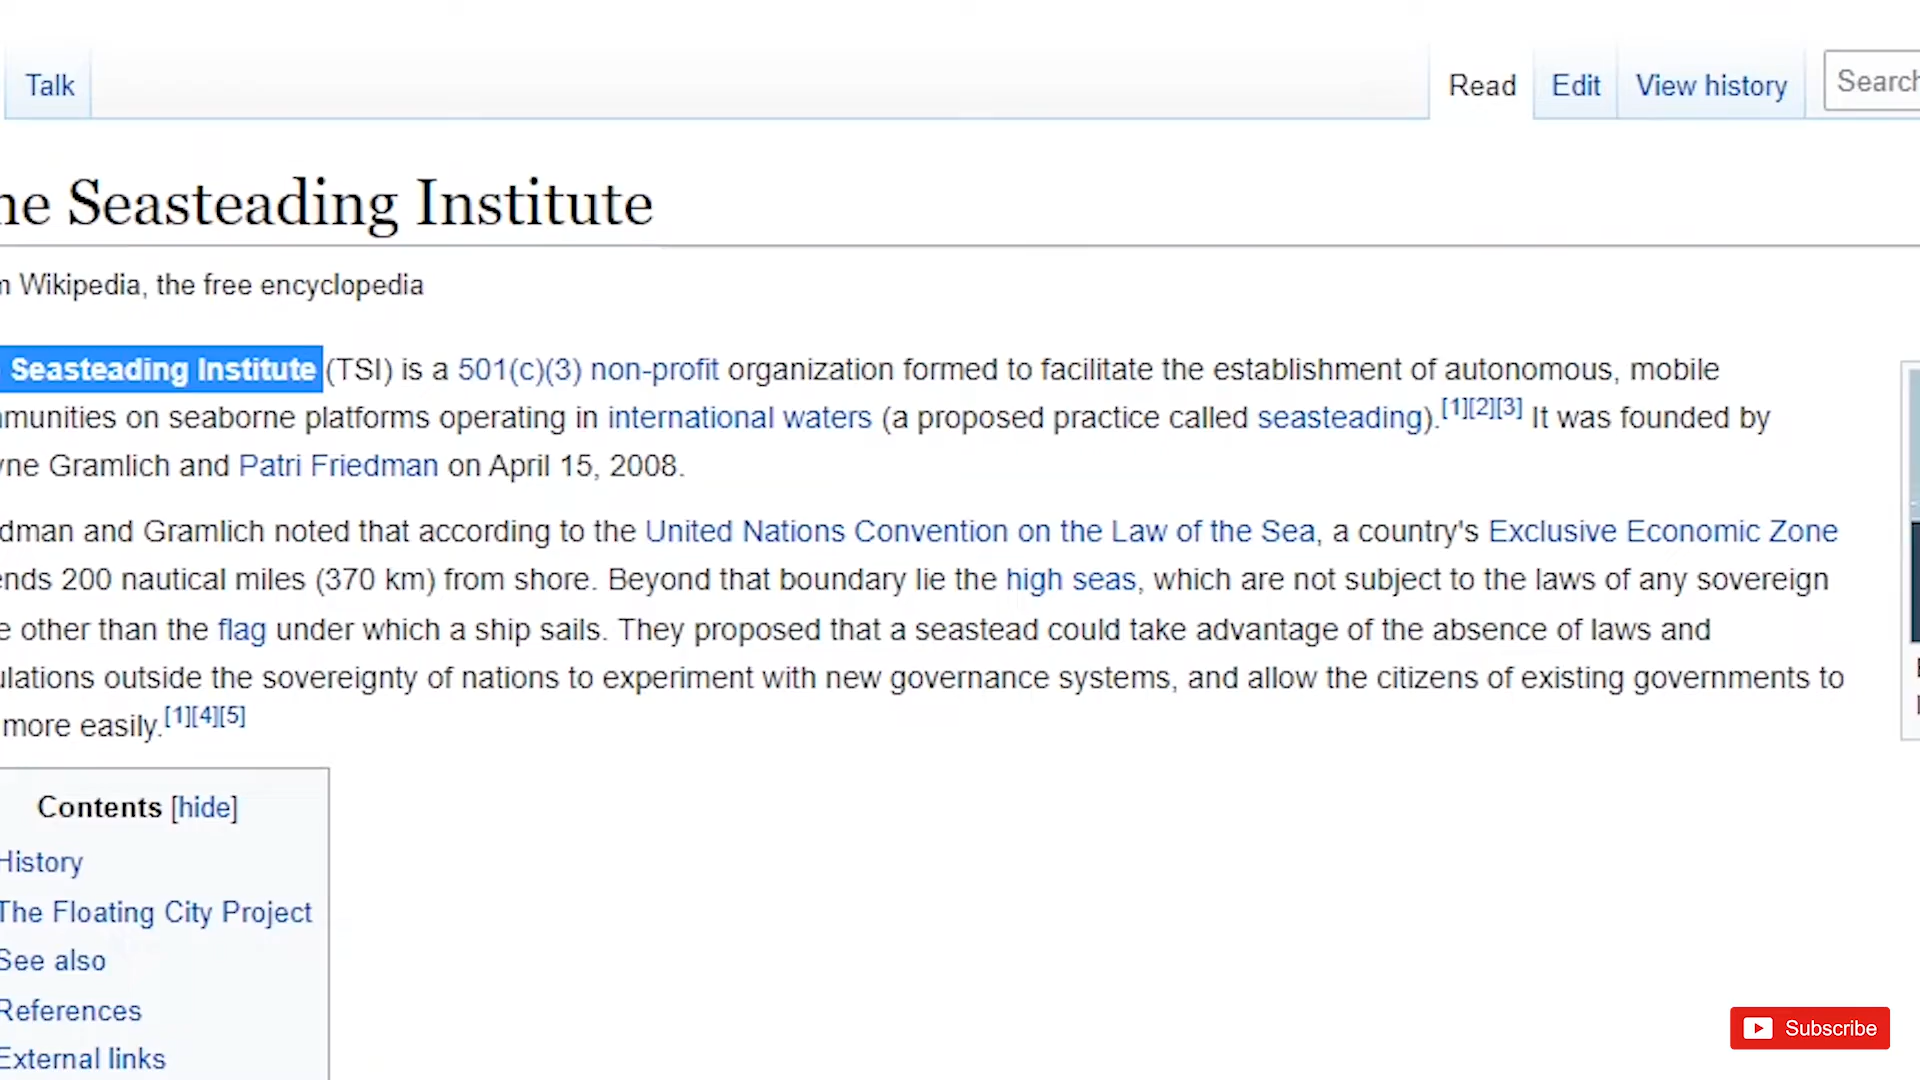 Talk
Read Edit View history Search
he Seasteading Institute
m Wikipedia, the free encyclopedia
Seasteading Institute (TSI) is a 501(c)(3) non-profit organization formed to facilitate the establishment of autonomous, mobile
mmunities on seaborne platforms operating in international waters (a proposed practice called seasteading).[1][2][3] It was founded by
yne Gramlich and Patri Friedman on April 15, 2008.
dman and Gramlich noted that according to the United Nations Convention on the Law of the Sea, a country's Exclusive Economic Zone
ends 200 nautical miles (370 km) from shore. Beyond that boundary lie the high seas, which are not subject to the laws of any sovereign
e other than the flag under which a ship sails. They proposed that a seastead could take advantage of the absence of laws and
ulations outside the sovereignty of nations to experiment with new governance systems, and allow the citizens of existing governments to
more easily.[1][4][5]
Contents [hide]
History
The Floating City Project
See also
References
External links
Subscribe